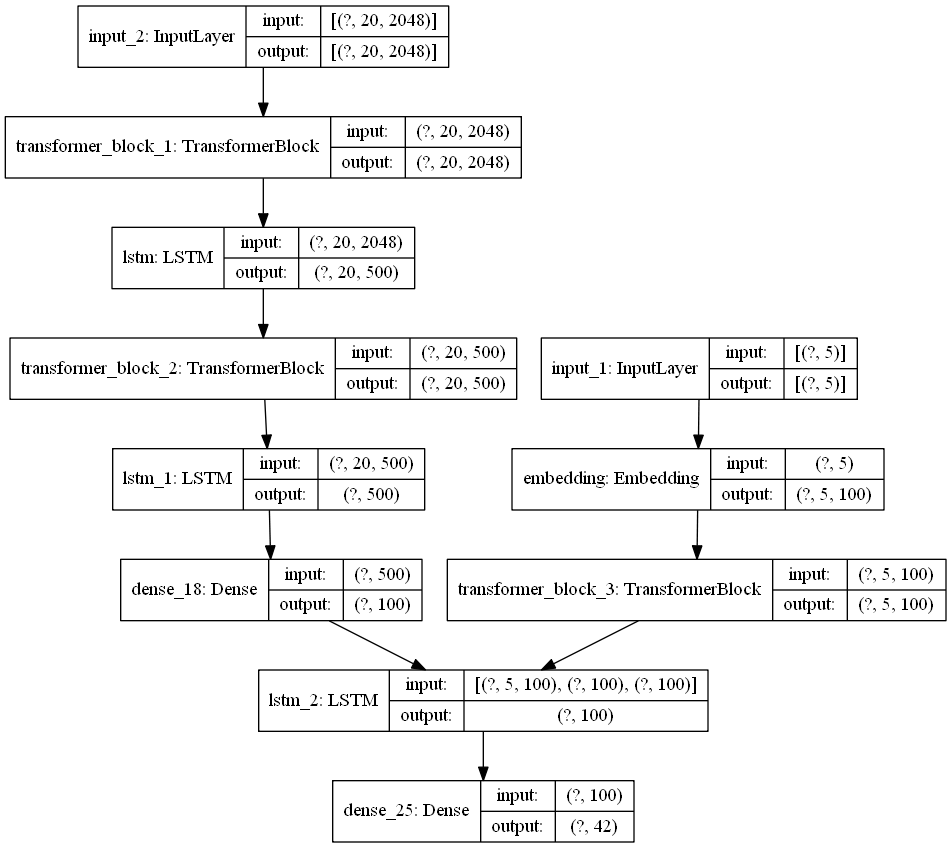 input_2: InputLayer
input: [(?, 20, 2048)]
output: [(?, 20, 2048)]
transformer_block_1: TransformerBlock
input: (?, 20, 2048)
output: (?, 20, 2048)
lstm: LSTM
input: (?, 20, 2048)
output: (?, 20, 500)
transformer_block_2: TransformerBlock
input: (?, 20, 500)
output: (?, 20, 500)
input_1: InputLayer
input: [(?, 5)]
output: [(?, 5)]
lstm_1: LSTM
input: (?, 20, 500)
output: (?, 500)
embedding: Embedding
input: (?, 5)
output: (?, 5, 100)
dense_18: Dense
input: (?, 500)
output: (?, 100)
transformer_block_3: TransformerBlock
input: (?, 5, 100)
output: (?, 5, 100)
lstm_2: LSTM
input: [(?, 5, 100), (?, 100), (?, 100)]
output: (?, 100)
dense_25: Dense
input: (?, 100)
output: (?, 42)